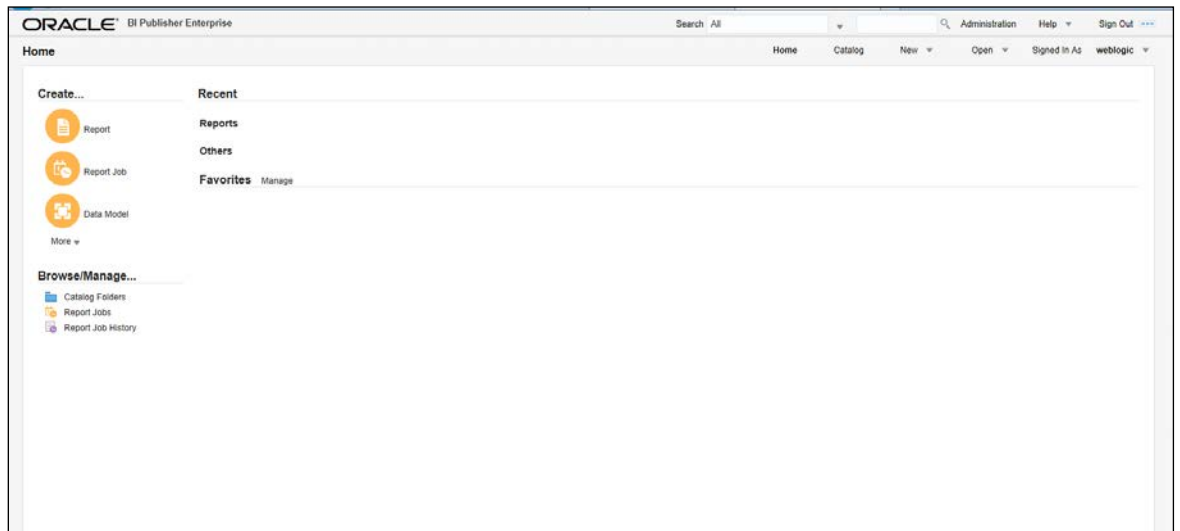 ORACLE BI Publisher Enterprise Search All Administration Help Sign Out
Home Home Catalog New Open Signed In As weblogic
Create...
Report
Report Job
Data Model
More
Browse/Manage...
Catalog Folders
Report Jobs
Report Job History
Recent
Reports
Others
Favorites Manage